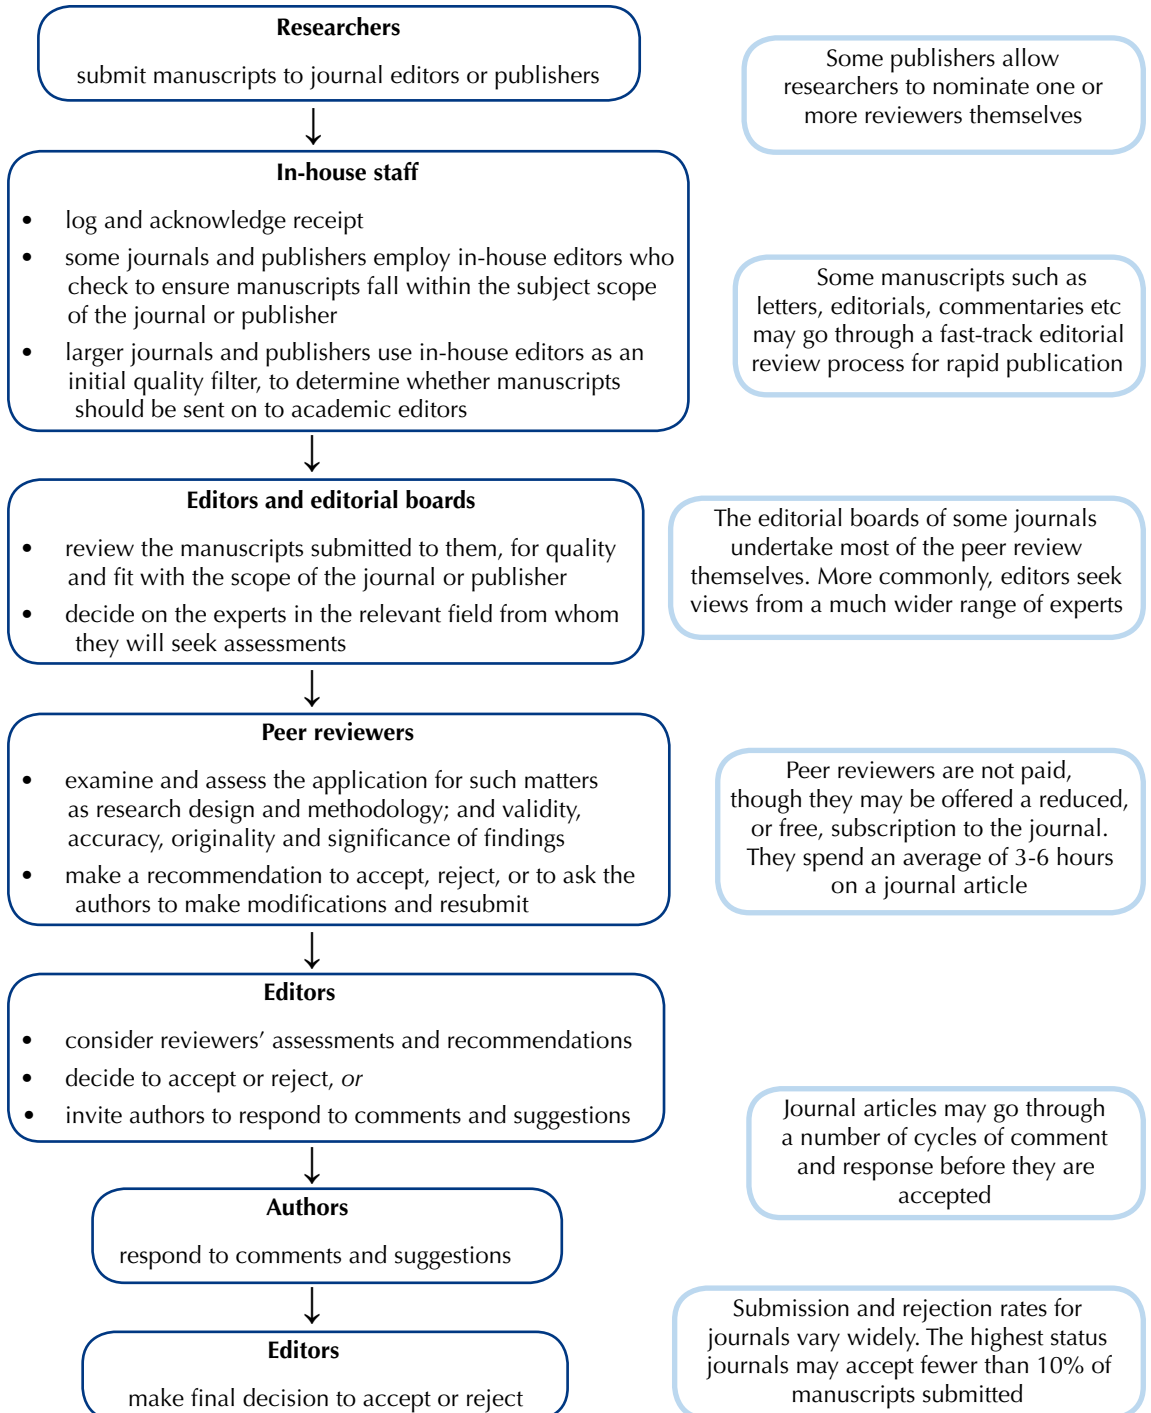 Researchers
submit manuscripts to journal editors or publishers
Some publishers allow
researchers to nominate one or
more reviewers themselves
In-house staff
• log and acknowledge receipt
• some journals and publishers employ in-house editors who
check to ensure manuscripts fall within the subject scope
of the journal or publisher
• larger journals and publishers use in-house editors as an
initial quality filter, to determine whether manuscripts
should be sent on to academic editors
Some manuscripts such as
letters, editorials, commentaries etc
may go through a fast-track editorial
review process for rapid publication
Editors and editorial boards
• review the manuscripts submitted to them, for quality
and fit with the scope of the journal or publisher
• decide on the experts in the relevant field from whom
they will seek assessments
The editorial boards of some journals
undertake most of the peer review
themselves. More commonly, editors seek
views from a much wider range of experts
Peer reviewers
• examine and assess the application for such matters
as research design and methodology; and validity,
accuracy, originality and significance of findings
• make a recommendation to accept, reject, or to ask the
authors to make modifications and resubmit
Peer reviewers are not paid,
though they may be offered a reduced,
or free, subscription to the journal.
They spend an average of 3-6 hours
on a journal article
Editors
• consider reviewers’ assessments and recommendations
• decide to accept or reject, or
• invite authors to respond to comments and suggestions
Journal articles may go through
a number of cycles of comment
and response before they are
accepted
Authors
respond to comments and suggestions
Editors
make final decision to accept or reject
Submission and rejection rates for
journals vary widely. The highest status
journals may accept fewer than 10% of
manuscripts submitted